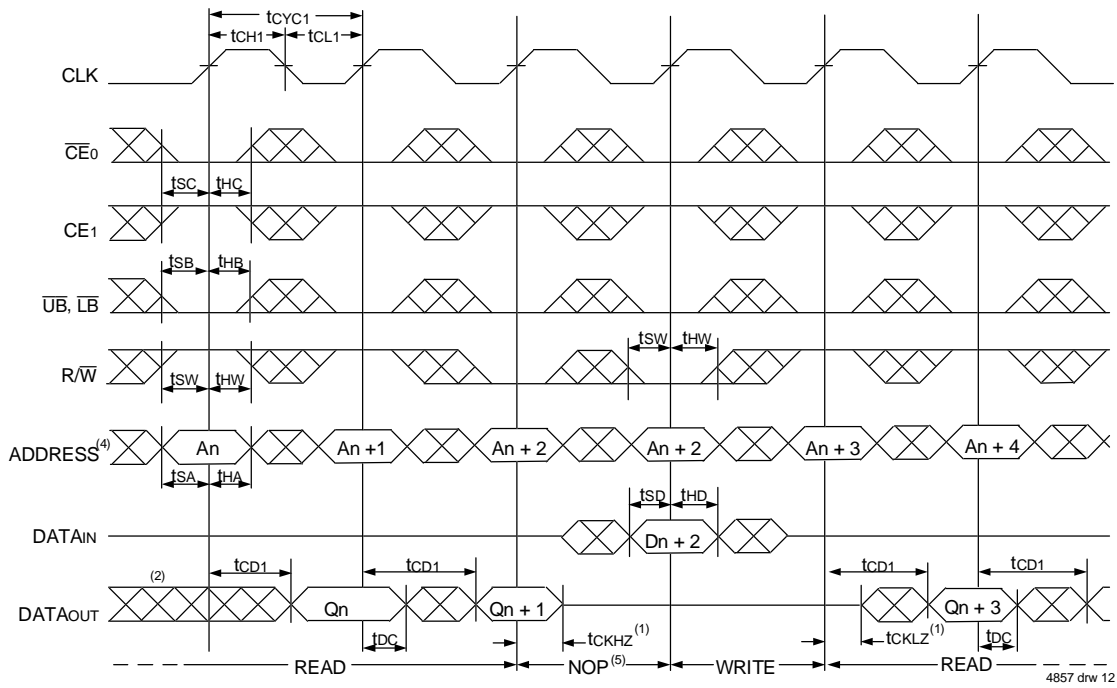 tCYC1
tCH1 tCL1
CLK
CE0
tSC tHC
CE1
tSB tHB
UB, LB
tSW tHW
R/W
tSW tHW
ADDRESS(4) An An +1 An + 2 An + 2 An + 3 An + 4
tSA tHA
tSD tHD
DATAIN Dn + 2
(2) tCD1 tCD1 tCD1 tCD1
DATAOUT Qn Qn + 1 Qn + 3
tDC tCKHZ(1) tCKLZ(1) tDC
READ NOP(5) WRITE READ
4857 drw 12